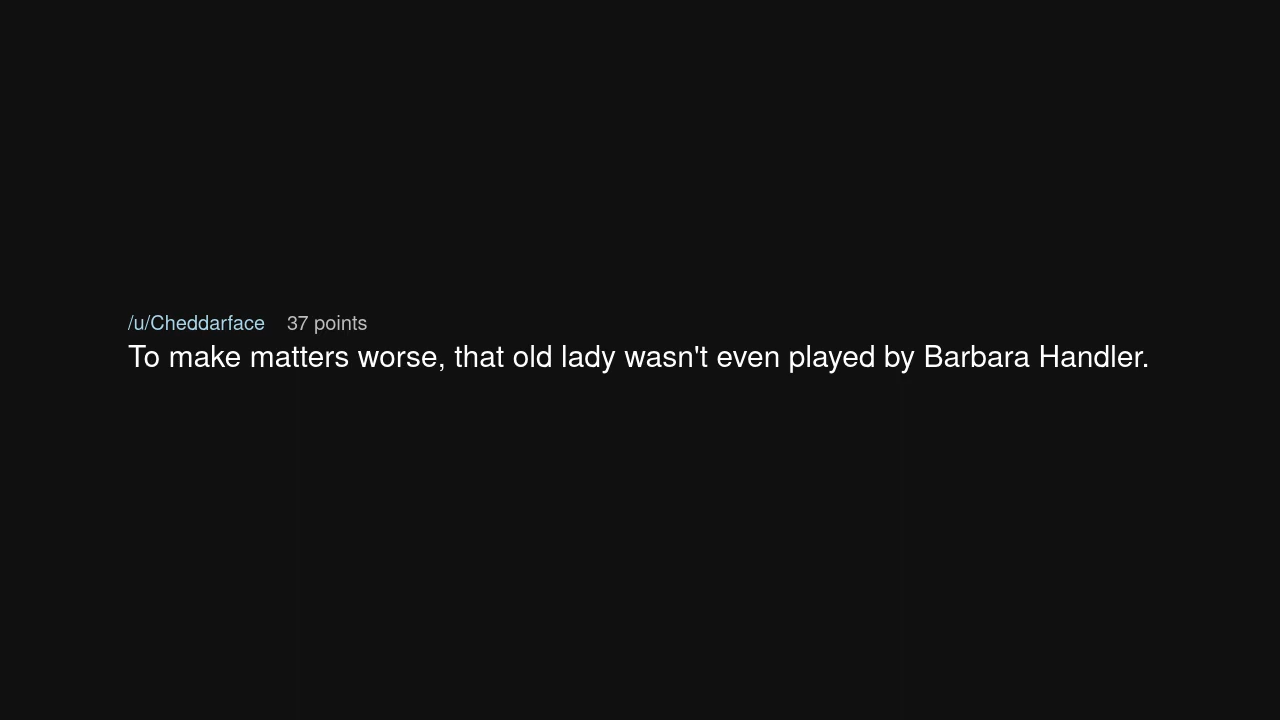 /u/Cheddarface 37 points
To make matters worse, that old lady wasn't even played by Barbara Handler.